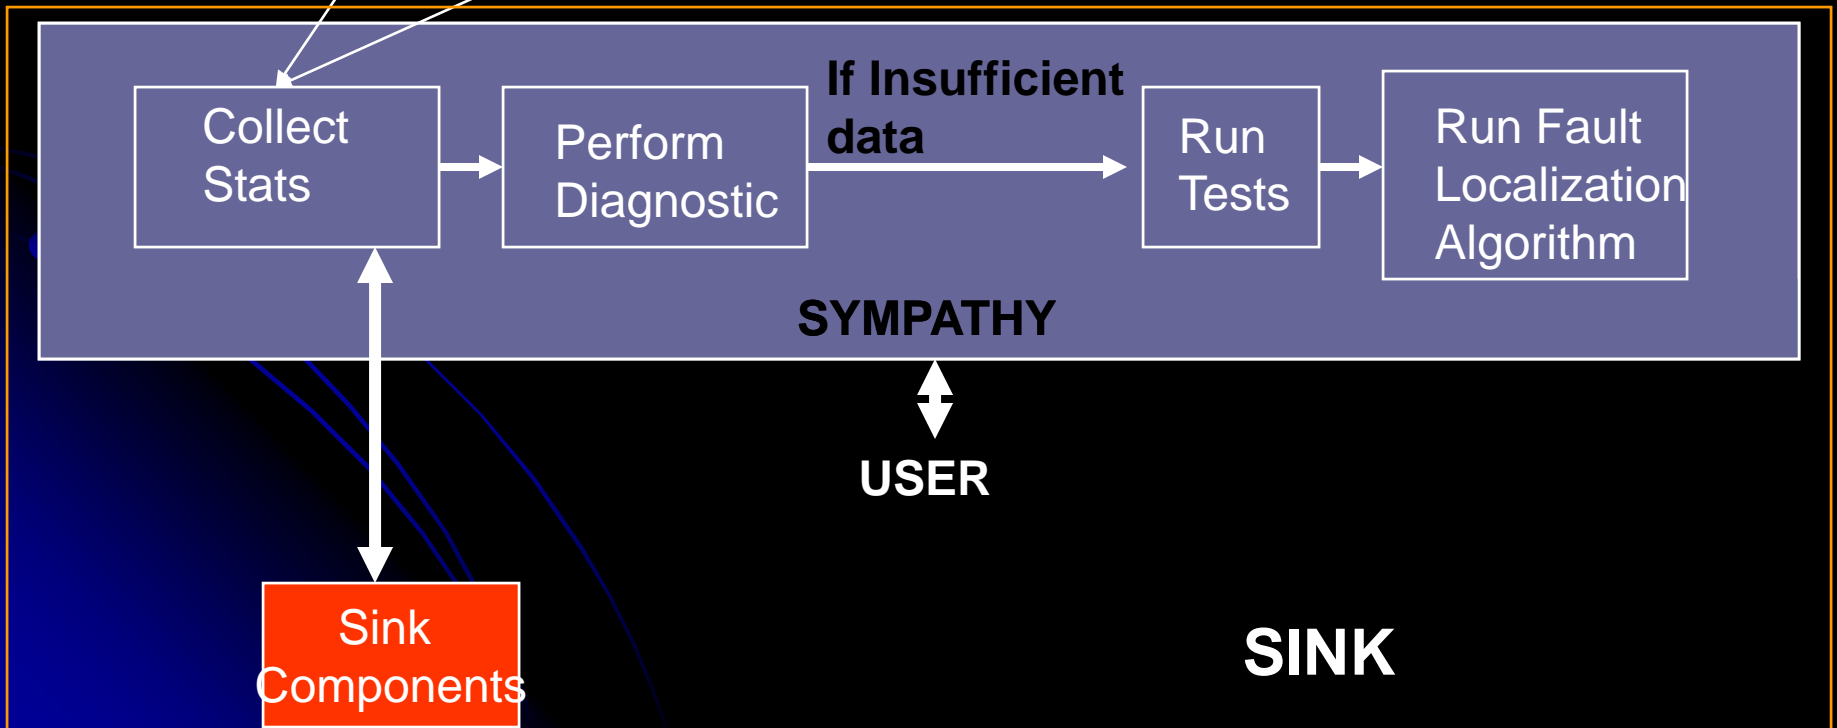 Collect
Stats
Perform
Diagnostic
If Insufficient
data
Run
Tests
Run Fault
Localization
Algorithm
SYMPATHY
USER
Sink
Components
SINK